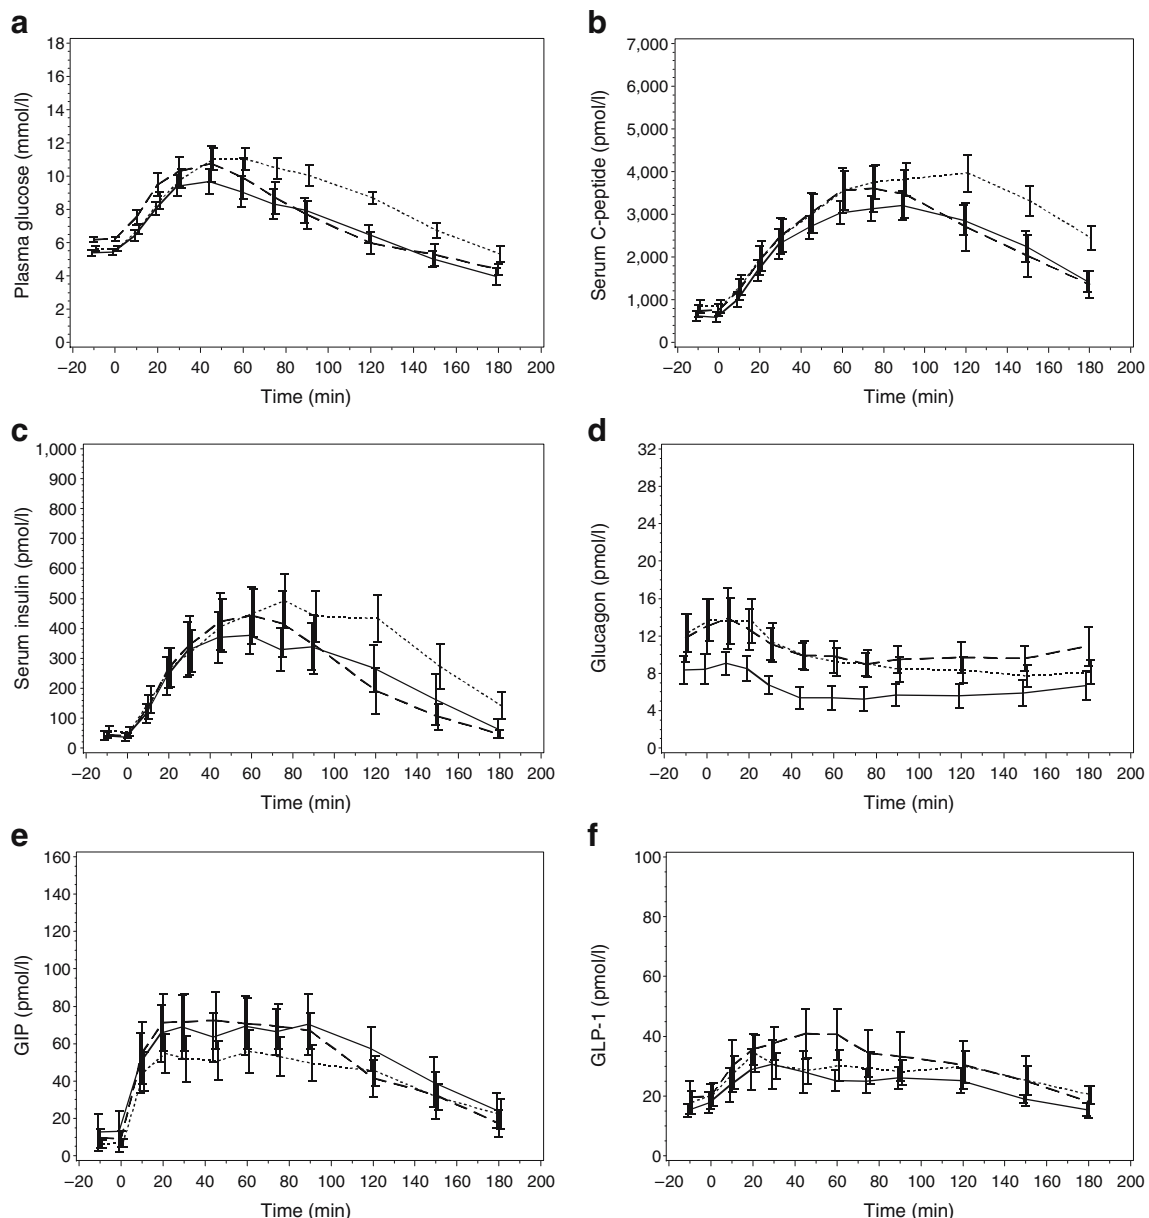 a
Plasma glucose (mmol/l)
18
16
14
12
10
8
6
4
2
0
−20 0 20 40 60 80 100 120 140 160 180 200
Time (min)
b
Serum C-peptide (pmol/l)
7,000
6,000
5,000
4,000
3,000
2,000
1,000
0
−20 0 20 40 60 80 100 120 140 160 180 200
Time (min)
c
Serum insulin (pmol/l)
1,000
900
800
700
600
500
400
300
200
100
0
−20 0 20 40 60 80 100 120 140 160 180 200
Time (min)
d
Glucagon (pmol/l)
32
28
24
20
16
12
8
4
0
−20 0 20 40 60 80 100 120 140 160 180 200
Time (min)
e
GIP (pmol/l)
160
140
120
100
80
60
40
20
0
−20 0 20 40 60 80 100 120 140 160 180 200
Time (min)
f
GLP-1 (pmol/l)
100
80
60
40
20
0
−20 0 20 40 60 80 100 120 140 160 180 200
Time (min)